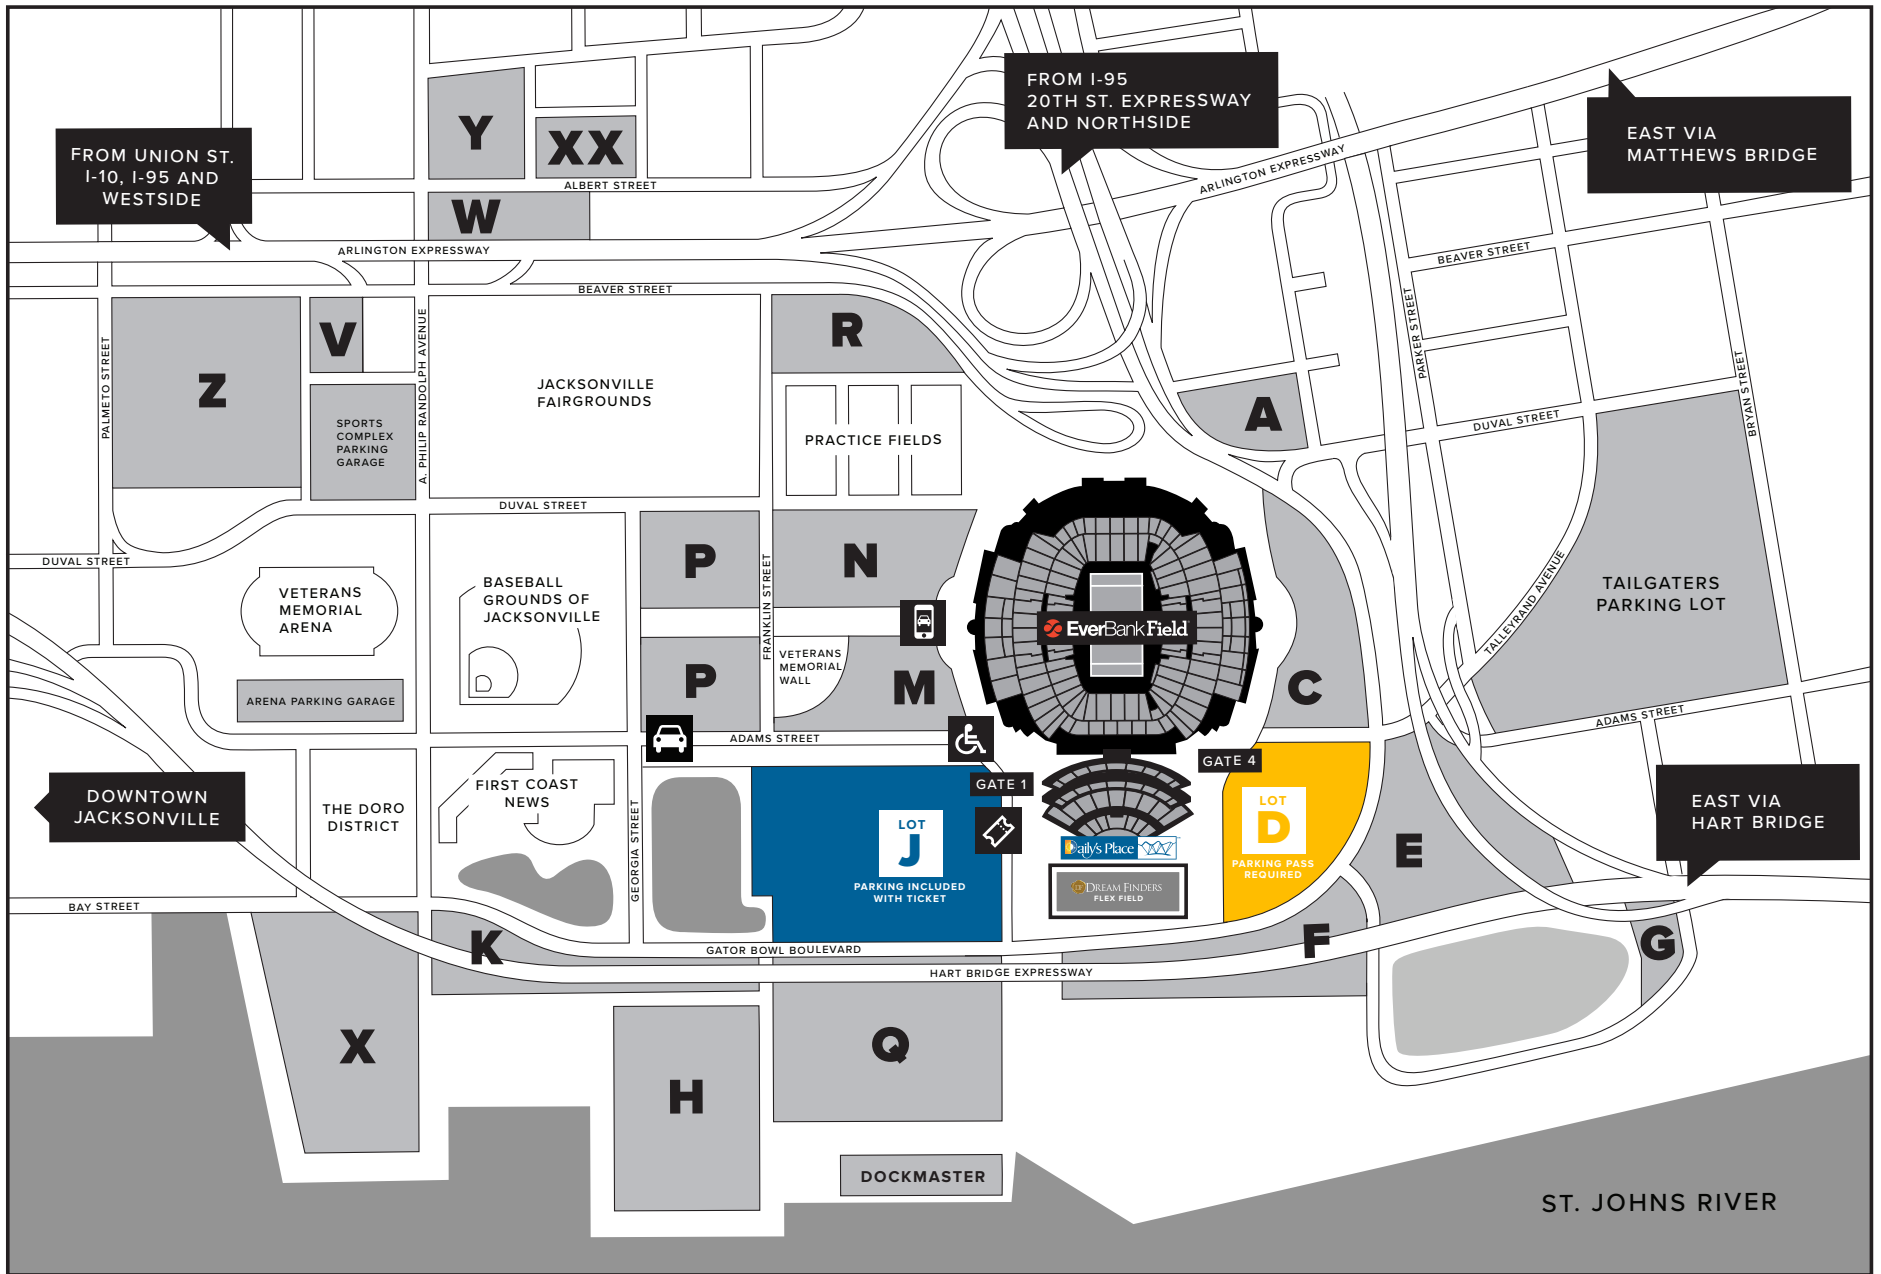 FROM I-95
20TH ST. EXPRESSWAY
AND NORTHSIDE
EAST VIA
MATTHEWS BRIDGE
FROM UNION ST.
I-10, I-95 AND
WESTSIDE
Y
XX
ALBERT STREET
W
ARLINGTON EXPRESSWAY
ARLINGTON EXPRESSWAY
BEAVER STREET
BEAVER STREET
PALMETO STREET
Z
V
SPORTS
COMPLEX
PARKING
GARAGE
A. PHILIP RANDOLPH AVENUE
JACKSONVILLE
FAIRGROUNDS
R
PRACTICE FIELDS
A
PARKER STREET
DUVAL STREET
BRYAN STREET
DUVAL STREET
DUVAL STREET
VETERANS
MEMORIAL
ARENA
ARENA PARKING GARAGE
BASEBALL
GROUNDS OF
JACKSONVILLE
P
P
FRANKLIN STREET
N
VETERANS
MEMORIAL
WALL
M
EverBank Field
C
TALLEYRAND AVENUE
TAILGATERS
PARKING LOT
ADAMS STREET
ADAMS STREET
GATE 1
GATE 4
DOWNTOWN
JACKSONVILLE
THE DORO
DISTRICT
FIRST COAST
NEWS
GEORGIA STREET
LOT
J
PARKING INCLUDED
WITH TICKET
Daily's Place
DREAM FINDERS
FLEX FIELD
LOT
D
PARKING PASS
REQUIRED
E
EAST VIA
HART BRIDGE
BAY STREET
K
GATOR BOWL BOULEVARD
HART BRIDGE EXPRESSWAY
F
G
X
H
Q
DOCKMASTER
ST. JOHNS RIVER